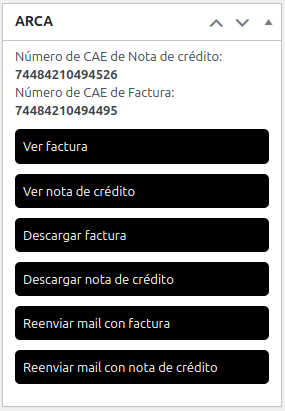 ARCA
Número de CAE de Nota de crédito:
74484210494526
Número de CAE de Factura:
74484210494495
Ver factura
Ver nota de crédito
Descargar factura
Descargar nota de crédito
Reenviar mail con factura
Reenviar mail con nota de crédito